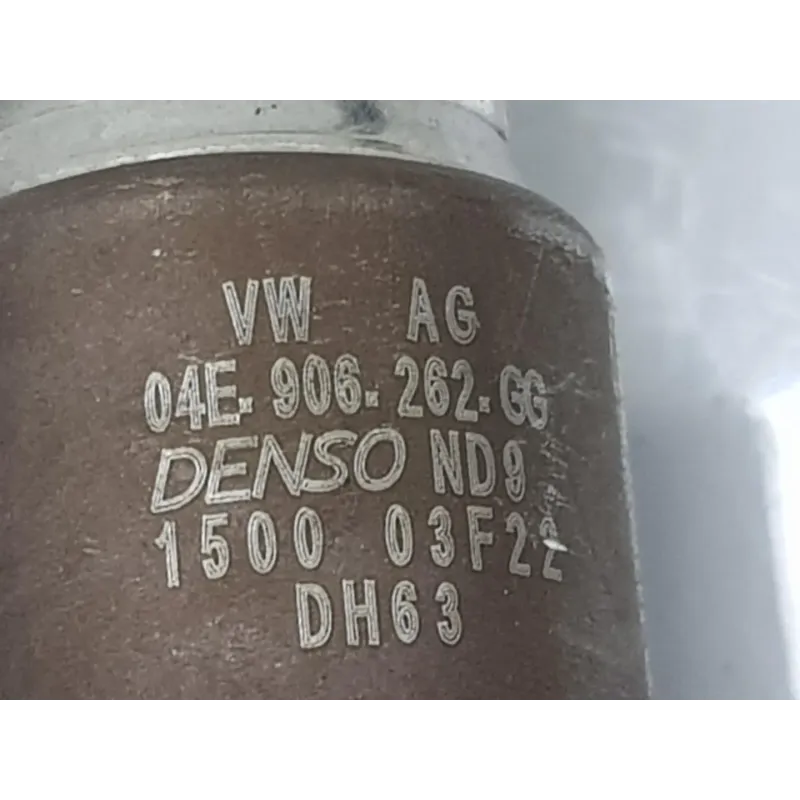 VW AG
04E-906-262-GG
DENSO ND9
1500 03F22
DH63